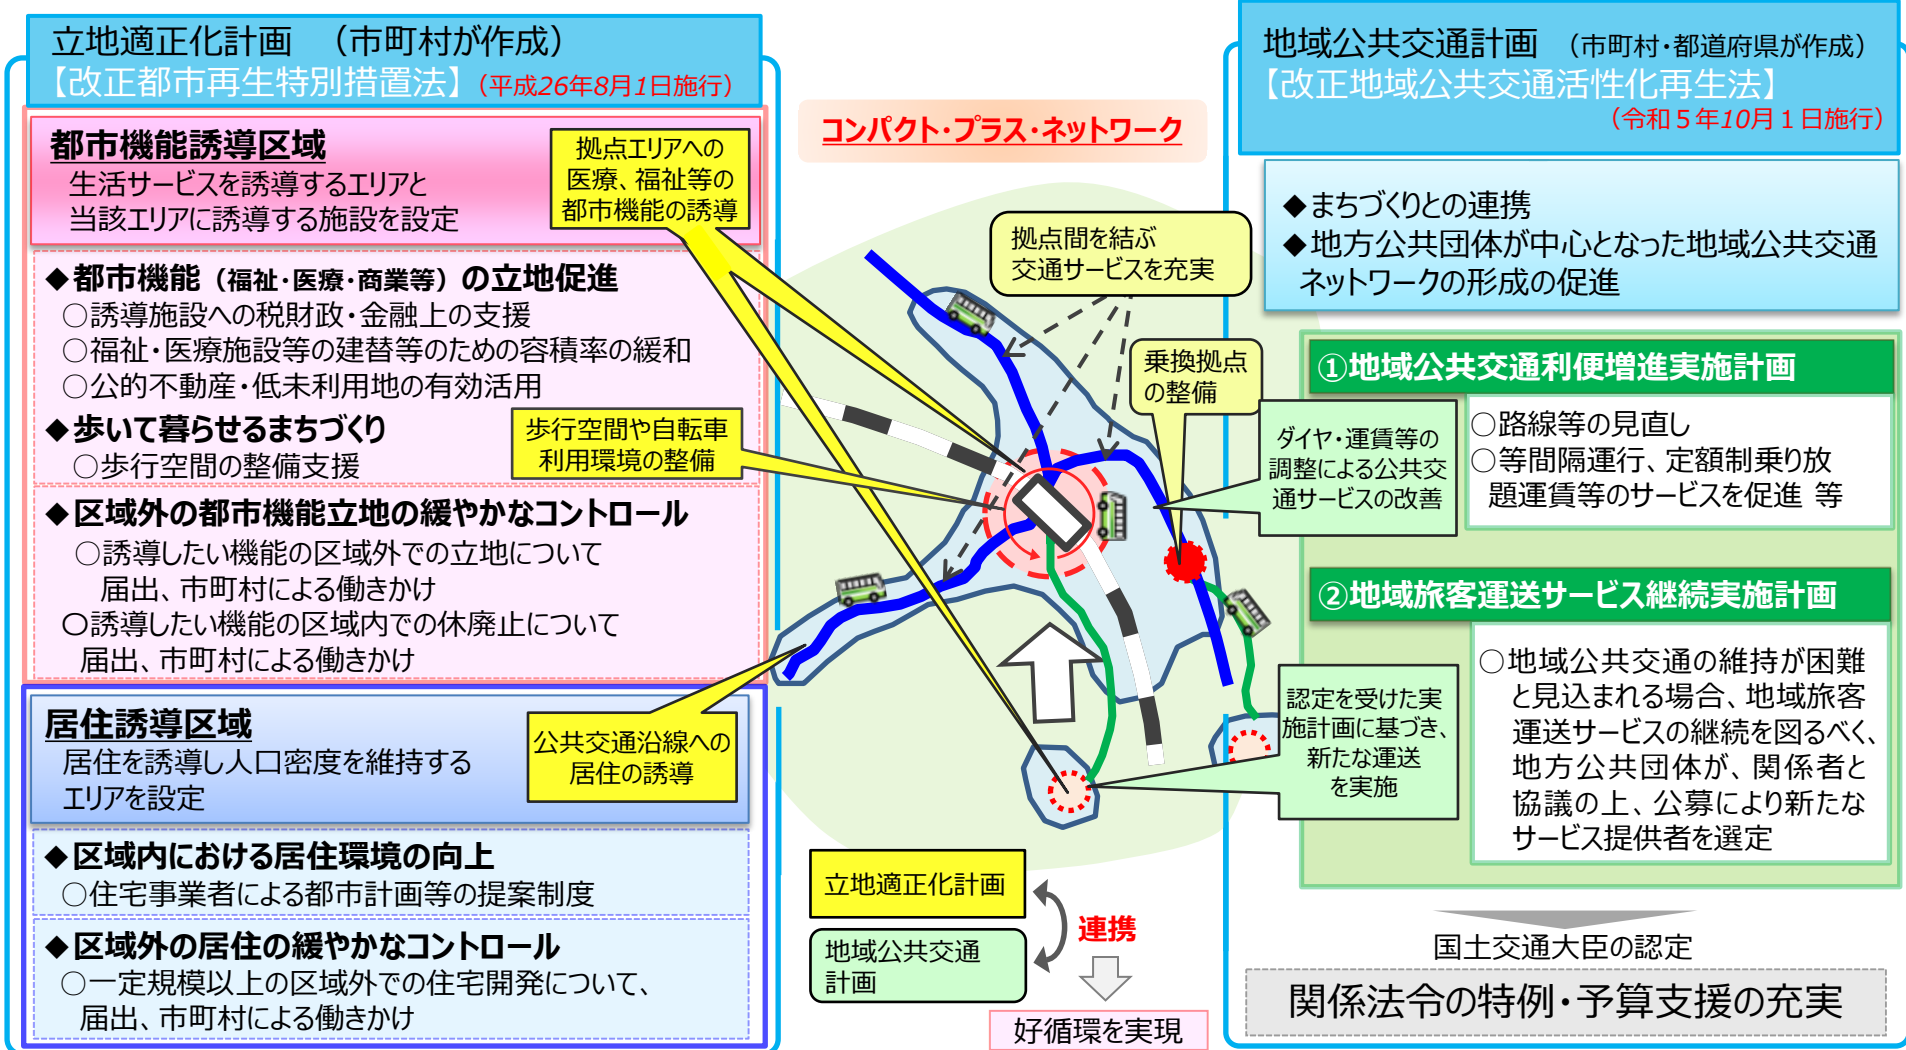 立地適正化計画 （市町村が作成）
【改正都市再生特別措置法】（平成26年8月1日施行）
都市機能誘導区域
生活サービスを誘導するエリアと
当該エリアに誘導する施設を設定
◆都市機能（福祉・医療・商業等）の立地促進
○誘導施設への税財政・金融上の支援
○福祉・医療施設等の建替等のための容積率の緩和
○公的不動産・低未利用地の有効活用
◆歩いて暮らせるまちづくり
○歩行空間の整備支援
◆区域外の都市機能立地の緩やかなコントロール
○誘導したい機能の区域外での立地について
届出、市町村による働きかけ
○誘導したい機能の区域内での休廃止について
届出、市町村による働きかけ
居住誘導区域
居住を誘導し人口密度を維持する
エリアを設定
◆区域内における居住環境の向上
○住宅事業者による都市計画等の提案制度
◆区域外の居住の緩やかなコントロール
○一定規模以上の区域外での住宅開発について、
届出、市町村による働きかけ
拠点エリアへの
医療、福祉等の
都市機能の誘導
歩行空間や自転車
利用環境の整備
公共交通沿線への
居住の誘導
コンパクト・プラス・ネットワーク
拠点間を結ぶ
交通サービスを充実
乗換拠点
の整備
ダイヤ・運賃等の
調整による公共交
通サービスの改善
認定を受けた実
施計画に基づき、
新たな運送
を実施
立地適正化計画
地域公共交通
計画
連携
好循環を実現
地域公共交通計画 （市町村・都道府県が作成）
【改正地域公共交通活性化再生法】
（令和５年10月１日施行）
◆まちづくりとの連携
◆地方公共団体が中心となった地域公共交通
ネットワークの形成の促進
①地域公共交通利便増進実施計画
○路線等の見直し
○等間隔運行、定額制乗り放
題運賃等のサービスを促進 等
②地域旅客運送サービス継続実施計画
○地域公共交通の維持が困難
と見込まれる場合、地域旅客
運送サービスの継続を図るべく、
地方公共団体が、関係者と
協議の上、公募により新たな
サービス提供者を選定
国土交通大臣の認定
関係法令の特例・予算支援の充実